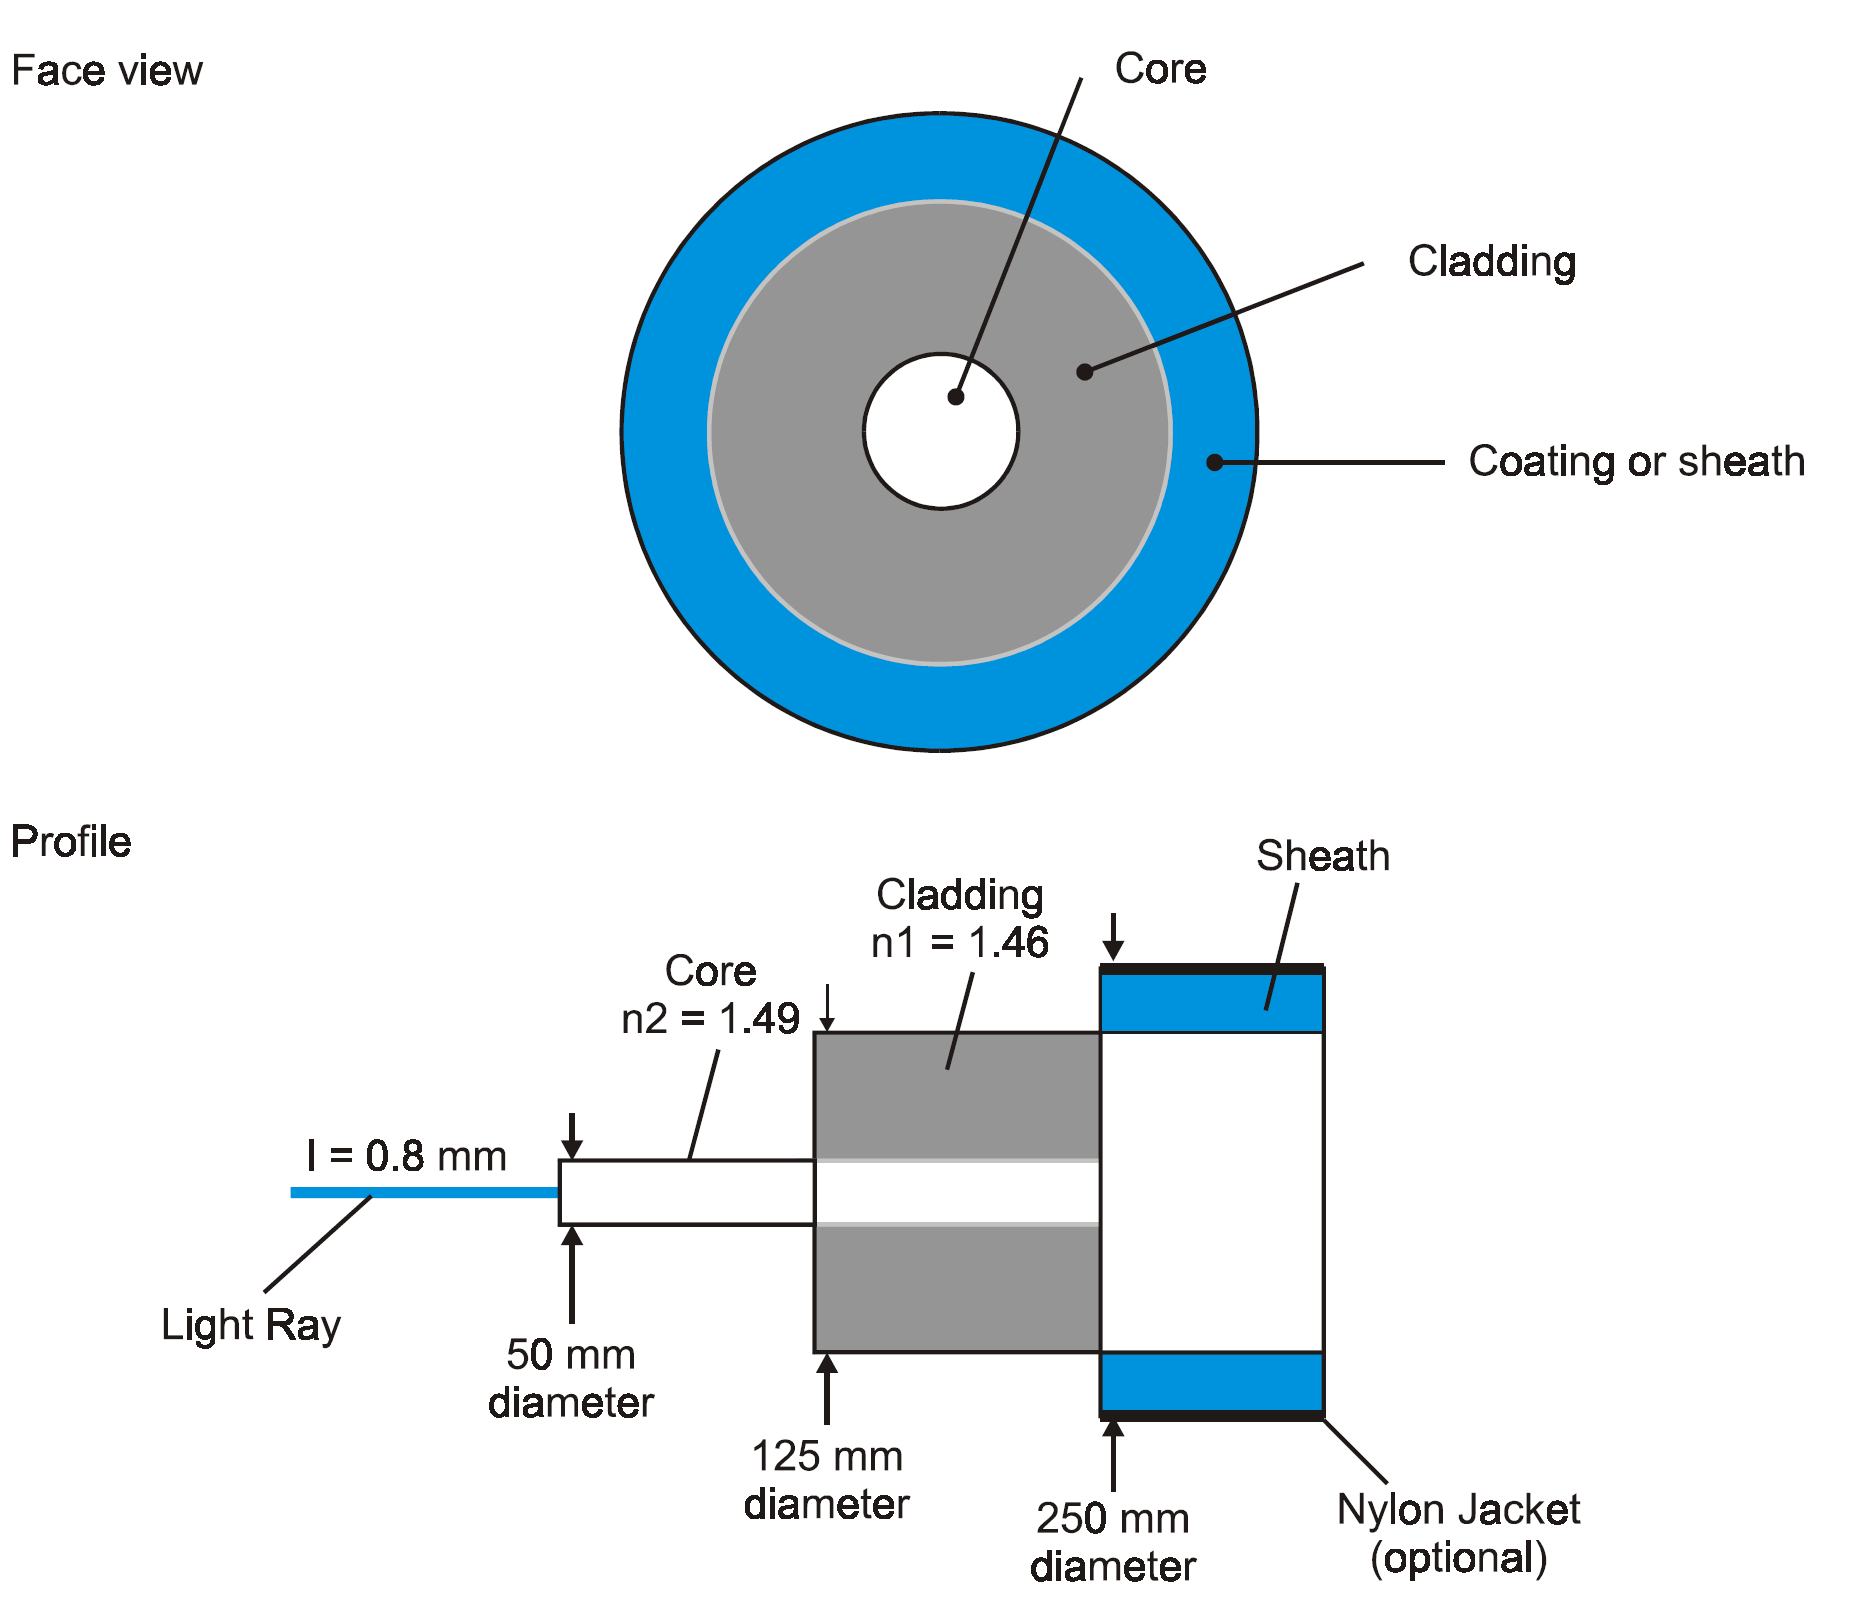 Face view
Core
Cladding
Coating or sheath
Profile
Sheath
Cladding
n1 = 1.46
Core
n2 = 1.49
l = 0.8 mm
Light Ray
50 mm
diameter
125 mm
diameter
250 mm
diameter
Nylon Jacket
(optional)